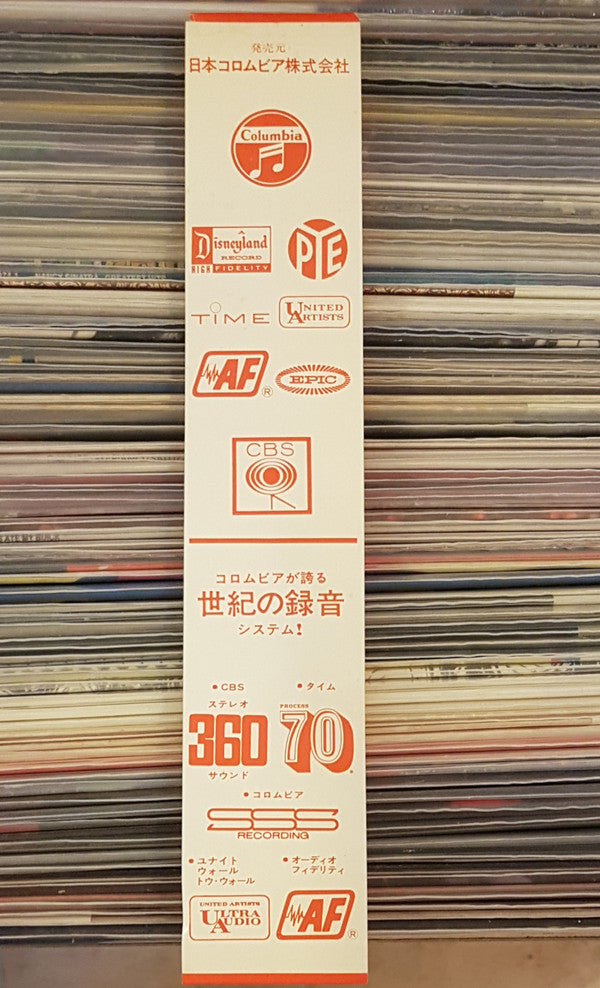 発売元
日本コロムビア株式会社
Columbia
Disneyland
RECORD
HIGH FIDELITY
PYE
TIME
UNITED
ARTISTS
AF®
EPIC
CBS
コロムビアが誇る
世紀の録音
システム!
• CBS
ステレオ
360
サウンド
• タイム
PROCESS
70
• コロムビア
SSS
RECORDING
• ユナイト
ウォール
トウ・ウォール
UNITED ARTISTS
ULTRA
AUDIO
• オーディオ
フィデリティ
AF®
NANCY SINATRA